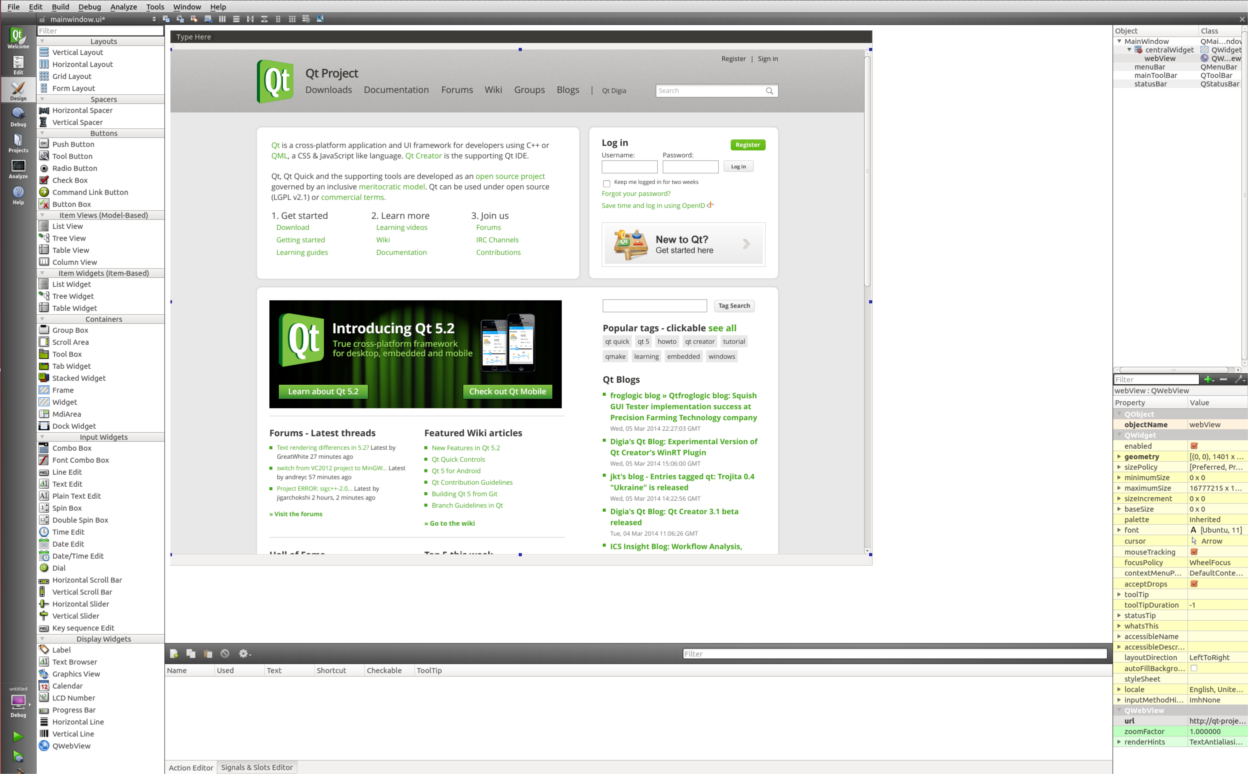 File Edit Build Debug Analyze Tools Window Help
mainwindow.ui*
Qt
Welcome
Edit
Design
Debug
Projects
Analyze
Help
untitled
Debug
Filter
Layouts
Vertical Layout
Horizontal Layout
Grid Layout
Form Layout
Spacers
Horizontal Spacer
Vertical Spacer
Buttons
Push Button
Tool Button
Radio Button
Check Box
Command Link Button
Button Box
Item Views (Model-Based)
List View
Tree View
Table View
Column View
Item Widgets (Item-Based)
List Widget
Tree Widget
Table Widget
Containers
Group Box
Scroll Area
Tool Box
Tab Widget
Stacked Widget
Frame
Widget
MdiArea
Dock Widget
Input Widgets
Combo Box
Font Combo Box
Line Edit
Text Edit
Plain Text Edit
Spin Box
Double Spin Box
Time Edit
Date Edit
Date/Time Edit
Dial
Horizontal Scroll Bar
Vertical Scroll Bar
Horizontal Slider
Vertical Slider
Key sequence Edit
Display Widgets
Label
Text Browser
Graphics View
Calendar
LCD Number
Progress Bar
Horizontal Line
Vertical Line
QWebView
Type Here
Register | Sign in
Qt
Qt Project
Downloads Documentation Forums Wiki Groups Blogs | Qt Digia
Search
Qt is a cross-platform application and UI framework for developers using C++ or
QML, a CSS & JavaScript like language. Qt Creator is the supporting Qt IDE.
Qt, Qt Quick and the supporting tools are developed as an open source project
governed by an inclusive meritocratic model. Qt can be used under open source
(LGPL v2.1) or commercial terms.
1. Get started 2. Learn more 3. Join us
Download Learning videos Forums
Getting started Wiki IRC Channels
Learning guides Documentation Contributions
Log in
Register
Username: Password:
Log in
Keep me logged in for two weeks
Forgot your password?
Save time and log in using OpenID
New to Qt?
Get started here
Qt
Introducing Qt 5.2
True cross-platform framework
for desktop, embedded and mobile
Learn about Qt 5.2 Check out Qt Mobile
Tag Search
Popular tags - clickable see all
qt quick qt 5 howto qt creator tutorial
qmake learning embedded windows
Qt Blogs
froglogic blog » Qtfroglogic blog: Squish
GUI Tester implementation success at
Precision Farming Technology company
Wed, 05 Mar 2014 22:27:03 GMT
Digia's Qt Blog: Experimental Version of
Qt Creator's WinRT Plugin
Wed, 05 Mar 2014 15:06:00 GMT
jkt's blog - Entries tagged qt: Trojita 0.4
"Ukraine" is released
Wed, 05 Mar 2014 14:22:56 GMT
Digia's Qt Blog: Qt Creator 3.1 beta
released
Tue, 04 Mar 2014 11:06:26 GMT
ICS Insight Blog: Workflow Analysis,
Forums - Latest threads
Text rendering differences in 5.2? Latest by
GreatWhite 27 minutes ago
switch from VC2012 project to MinGW... Latest
by andreyc 57 minutes ago
Project ERROR: sigc++-2.0... Latest by
jigarchokshi 2 hours, 2 minutes ago
» Visit the forums
Featured Wiki articles
New Features in Qt 5.2
Qt Quick Controls
Qt 5 for Android
Qt Contribution Guidelines
Building Qt 5 from Git
Branch Guidelines in Qt
» Go to the wiki
Hall of Fame Top 5 this week
Filter
Name Used Text Shortcut Checkable ToolTip
Action Editor Signals & Slots Editor
Object Class
MainWindow QMai...ndow
centralWidget QWidget
webView QW...ew
menuBar QMenuBar
mainToolBar QToolBar
statusBar QStatusBar
Filter
webView : QWebView
Property Value
QObject
objectName webView
QWidget
enabled
geometry [(0, 0), 1401 x ...
sizePolicy [Preferred, Pr...
minimumSize 0 x 0
maximumSize 16777215 x 1...
sizeIncrement 0 x 0
baseSize 0 x 0
palette Inherited
font A [Ubuntu, 11]
cursor Arrow
mouseTracking
focusPolicy WheelFocus
contextMenuP... DefaultConte...
acceptDrops
toolTip
toolTipDuration -1
statusTip
whatsThis
accessibleName
accessibleDescr...
layoutDirection LeftToRight
autoFillBackgro...
styleSheet
locale English, Unite...
inputMethodHi... ImhNone
QWebView
url http://qt-proje...
zoomFactor 1.000000
renderHints TextAntialiasi...